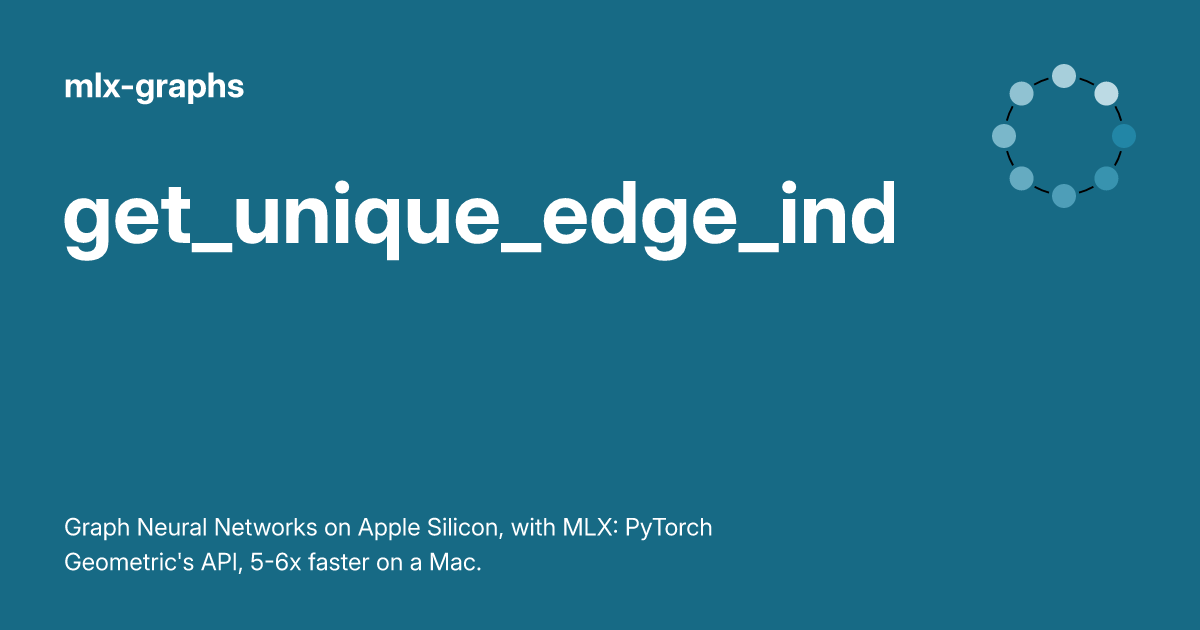 mlx-graphs
get_unique_edge_ind
Graph Neural Networks on Apple Silicon, with MLX: PyTorch
Geometric's API, 5-6x faster on a Mac.